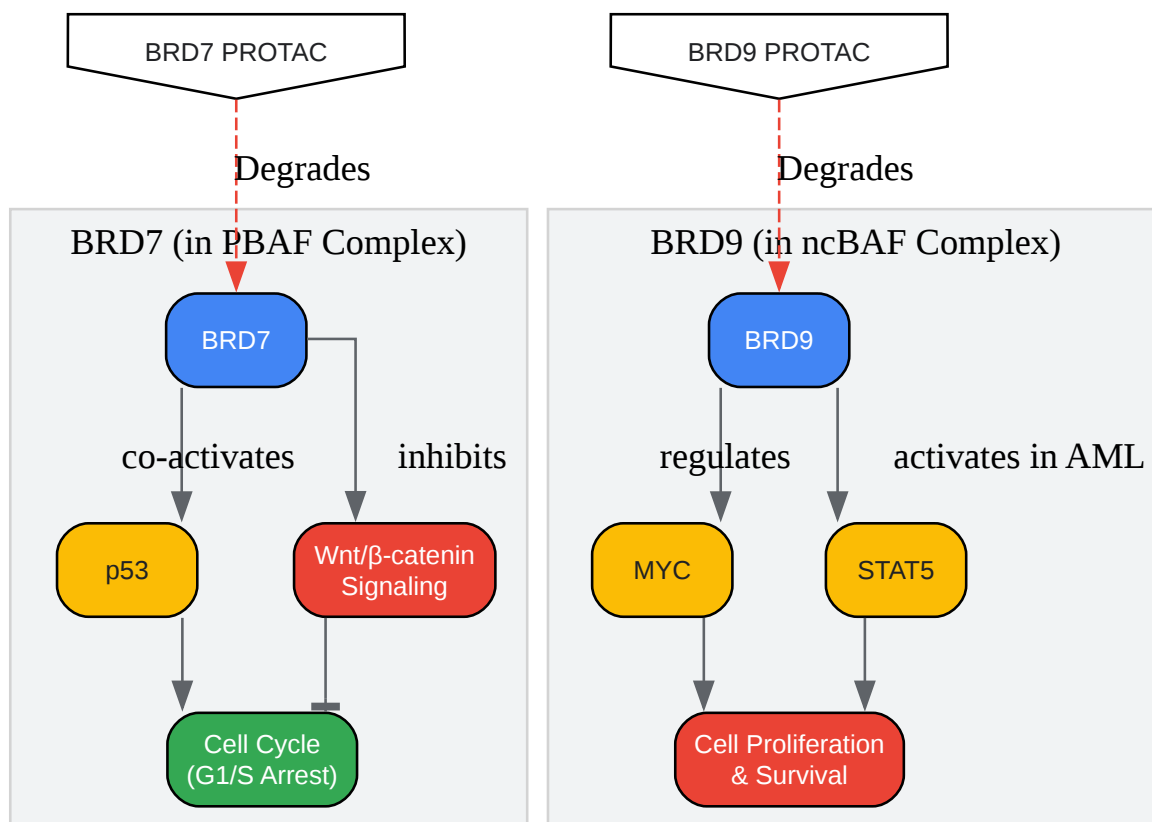 BRD7 PROTAC
BRD9 PROTAC
Degrades
Degrades
BRD7 (in PBAF Complex)
BRD9 (in ncBAF Complex)
BRD7
BRD9
co-activates
inhibits
regulates
activates in AML
p53
Wnt/β-catenin
Signaling
MYC
STAT5
Cell Cycle
(G1/S Arrest)
Cell Proliferation
& Survival